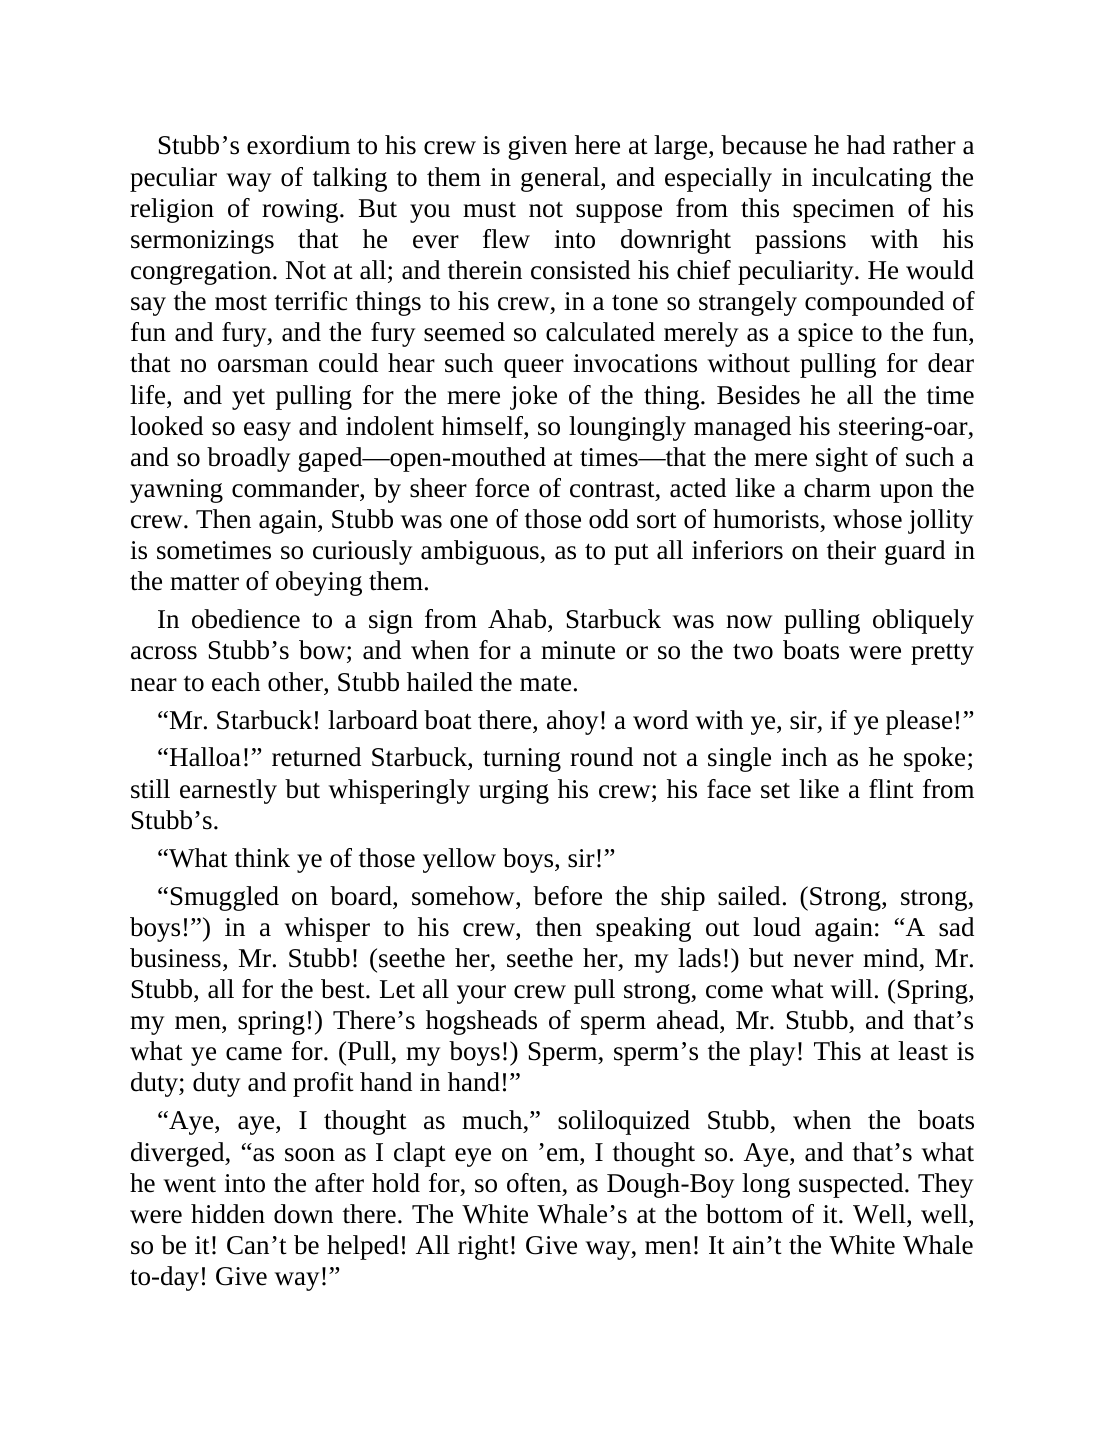 Stubb’s exordium to his crew is given here at large, because he had rather a
peculiar way of talking to them in general, and especially in inculcating the
religion of rowing. But you must not suppose from this specimen of his
sermonizings that he ever flew into downright passions with his
congregation. Not at all; and therein consisted his chief peculiarity. He would
say the most terrific things to his crew, in a tone so strangely compounded of
fun and fury, and the fury seemed so calculated merely as a spice to the fun,
that no oarsman could hear such queer invocations without pulling for dear
life, and yet pulling for the mere joke of the thing. Besides he all the time
looked so easy and indolent himself, so loungingly managed his steering-oar,
and so broadly gaped—open-mouthed at times—that the mere sight of such a
yawning commander, by sheer force of contrast, acted like a charm upon the
crew. Then again, Stubb was one of those odd sort of humorists, whose jollity
is sometimes so curiously ambiguous, as to put all inferiors on their guard in
the matter of obeying them.
In obedience to a sign from Ahab, Starbuck was now pulling obliquely
across Stubb’s bow; and when for a minute or so the two boats were pretty
near to each other, Stubb hailed the mate.
“Mr. Starbuck! larboard boat there, ahoy! a word with ye, sir, if ye please!”
“Halloa!” returned Starbuck, turning round not a single inch as he spoke;
still earnestly but whisperingly urging his crew; his face set like a flint from
Stubb’s.
“What think ye of those yellow boys, sir!”
“Smuggled on board, somehow, before the ship sailed. (Strong, strong,
boys!”) in a whisper to his crew, then speaking out loud again: “A sad
business, Mr. Stubb! (seethe her, seethe her, my lads!) but never mind, Mr.
Stubb, all for the best. Let all your crew pull strong, come what will. (Spring,
my men, spring!) There’s hogsheads of sperm ahead, Mr. Stubb, and that’s
what ye came for. (Pull, my boys!) Sperm, sperm’s the play! This at least is
duty; duty and profit hand in hand!”
“Aye, aye, I thought as much,” soliloquized Stubb, when the boats
diverged, “as soon as I clapt eye on ’em, I thought so. Aye, and that’s what
he went into the after hold for, so often, as Dough-Boy long suspected. They
were hidden down there. The White Whale’s at the bottom of it. Well, well,
so be it! Can’t be helped! All right! Give way, men! It ain’t the White Whale
to-day! Give way!”